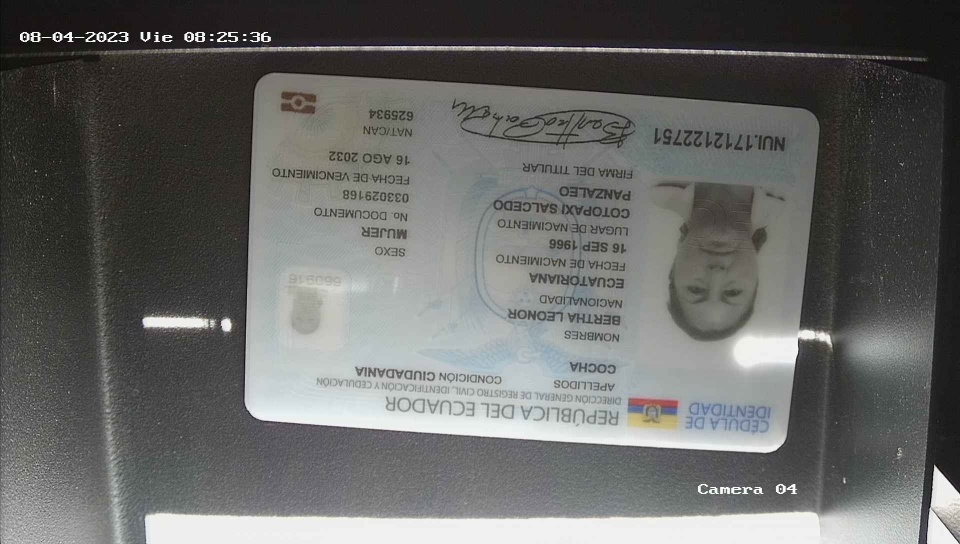 08-04-2023 Vie 08:25:36
CÉDULA DE
IDENTIDAD
REPÚBLICA DEL ECUADOR
DIRECCIÓN GENERAL DE REGISTRO CIVIL, IDENTIFICACIÓN Y CEDULACIÓN
APELLIDOS
COCHA
CONDICIÓN CIUDADANIA
NOMBRES
BERTHA LEONOR
NACIONALIDAD
ECUATORIANA
FECHA DE NACIMIENTO
16 SEP 1966
LUGAR DE NACIMIENTO
COTOPAXI SALCEDO
PANZALEO
FIRMA DEL TITULAR
SEXO
MUJER
No. DOCUMENTO
033029168
FECHA DE VENCIMIENTO
16 AGO 2032
NAT/CAN
625934
NUI.1712122751
Camera 04